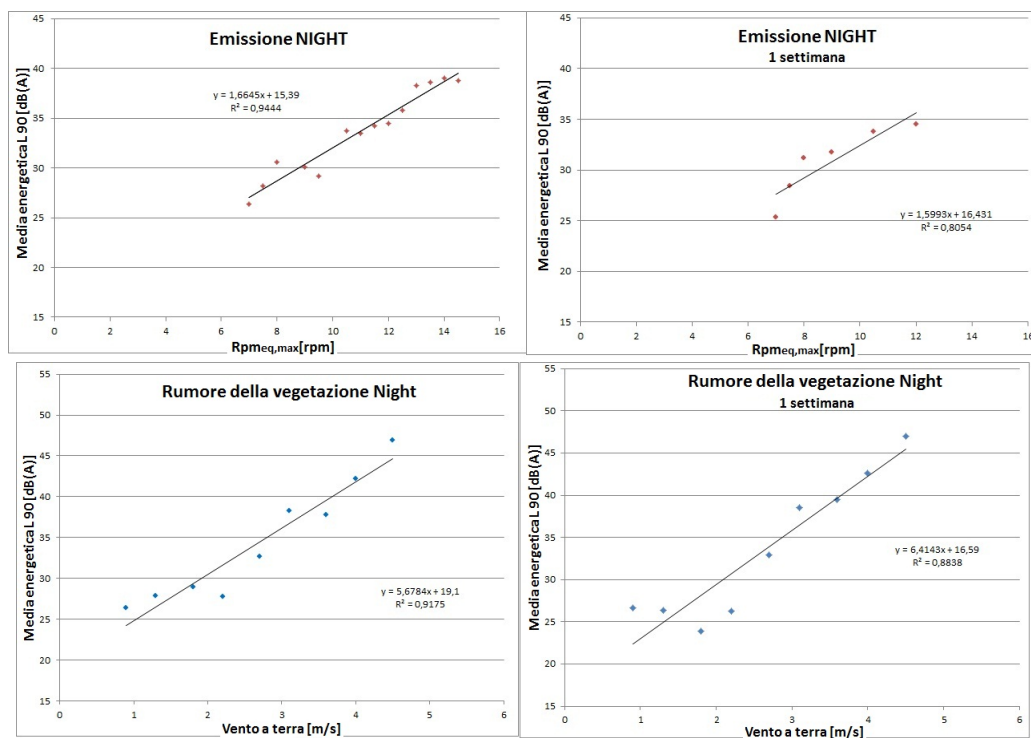 Emissione NIGHT
Media energetica L 90 [dB(A)]
45
40
35
30
25
20
15
y = 1,6645x + 15,39
R² = 0,9444
0 2 4 6 8 10 12 14 16
Rpmeq,max[rpm]
Emissione NIGHT
1 settimana
Media energetica L 90 [dB(A)]
45
40
35
30
25
20
15
y = 1,5993x + 16,431
R² = 0,8054
0 2 4 6 8 10 12 14 16
Rpmeq,max[rpm]
Rumore della vegetazione Night
Media energetica L 90 [dB(A)]
55
50
45
40
35
30
25
20
15
y = 5,6784x + 19,1
R² = 0,9175
0 1 2 3 4 5 6
Vento a terra [m/s]
Rumore della vegetazione Night
1 settimana
Media energetica L 90 [dB(A)]
55
50
45
40
35
30
25
20
15
y = 6,4143x + 16,59
R² = 0,8838
0 1 2 3 4 5 6
Vento a terra [m/s]